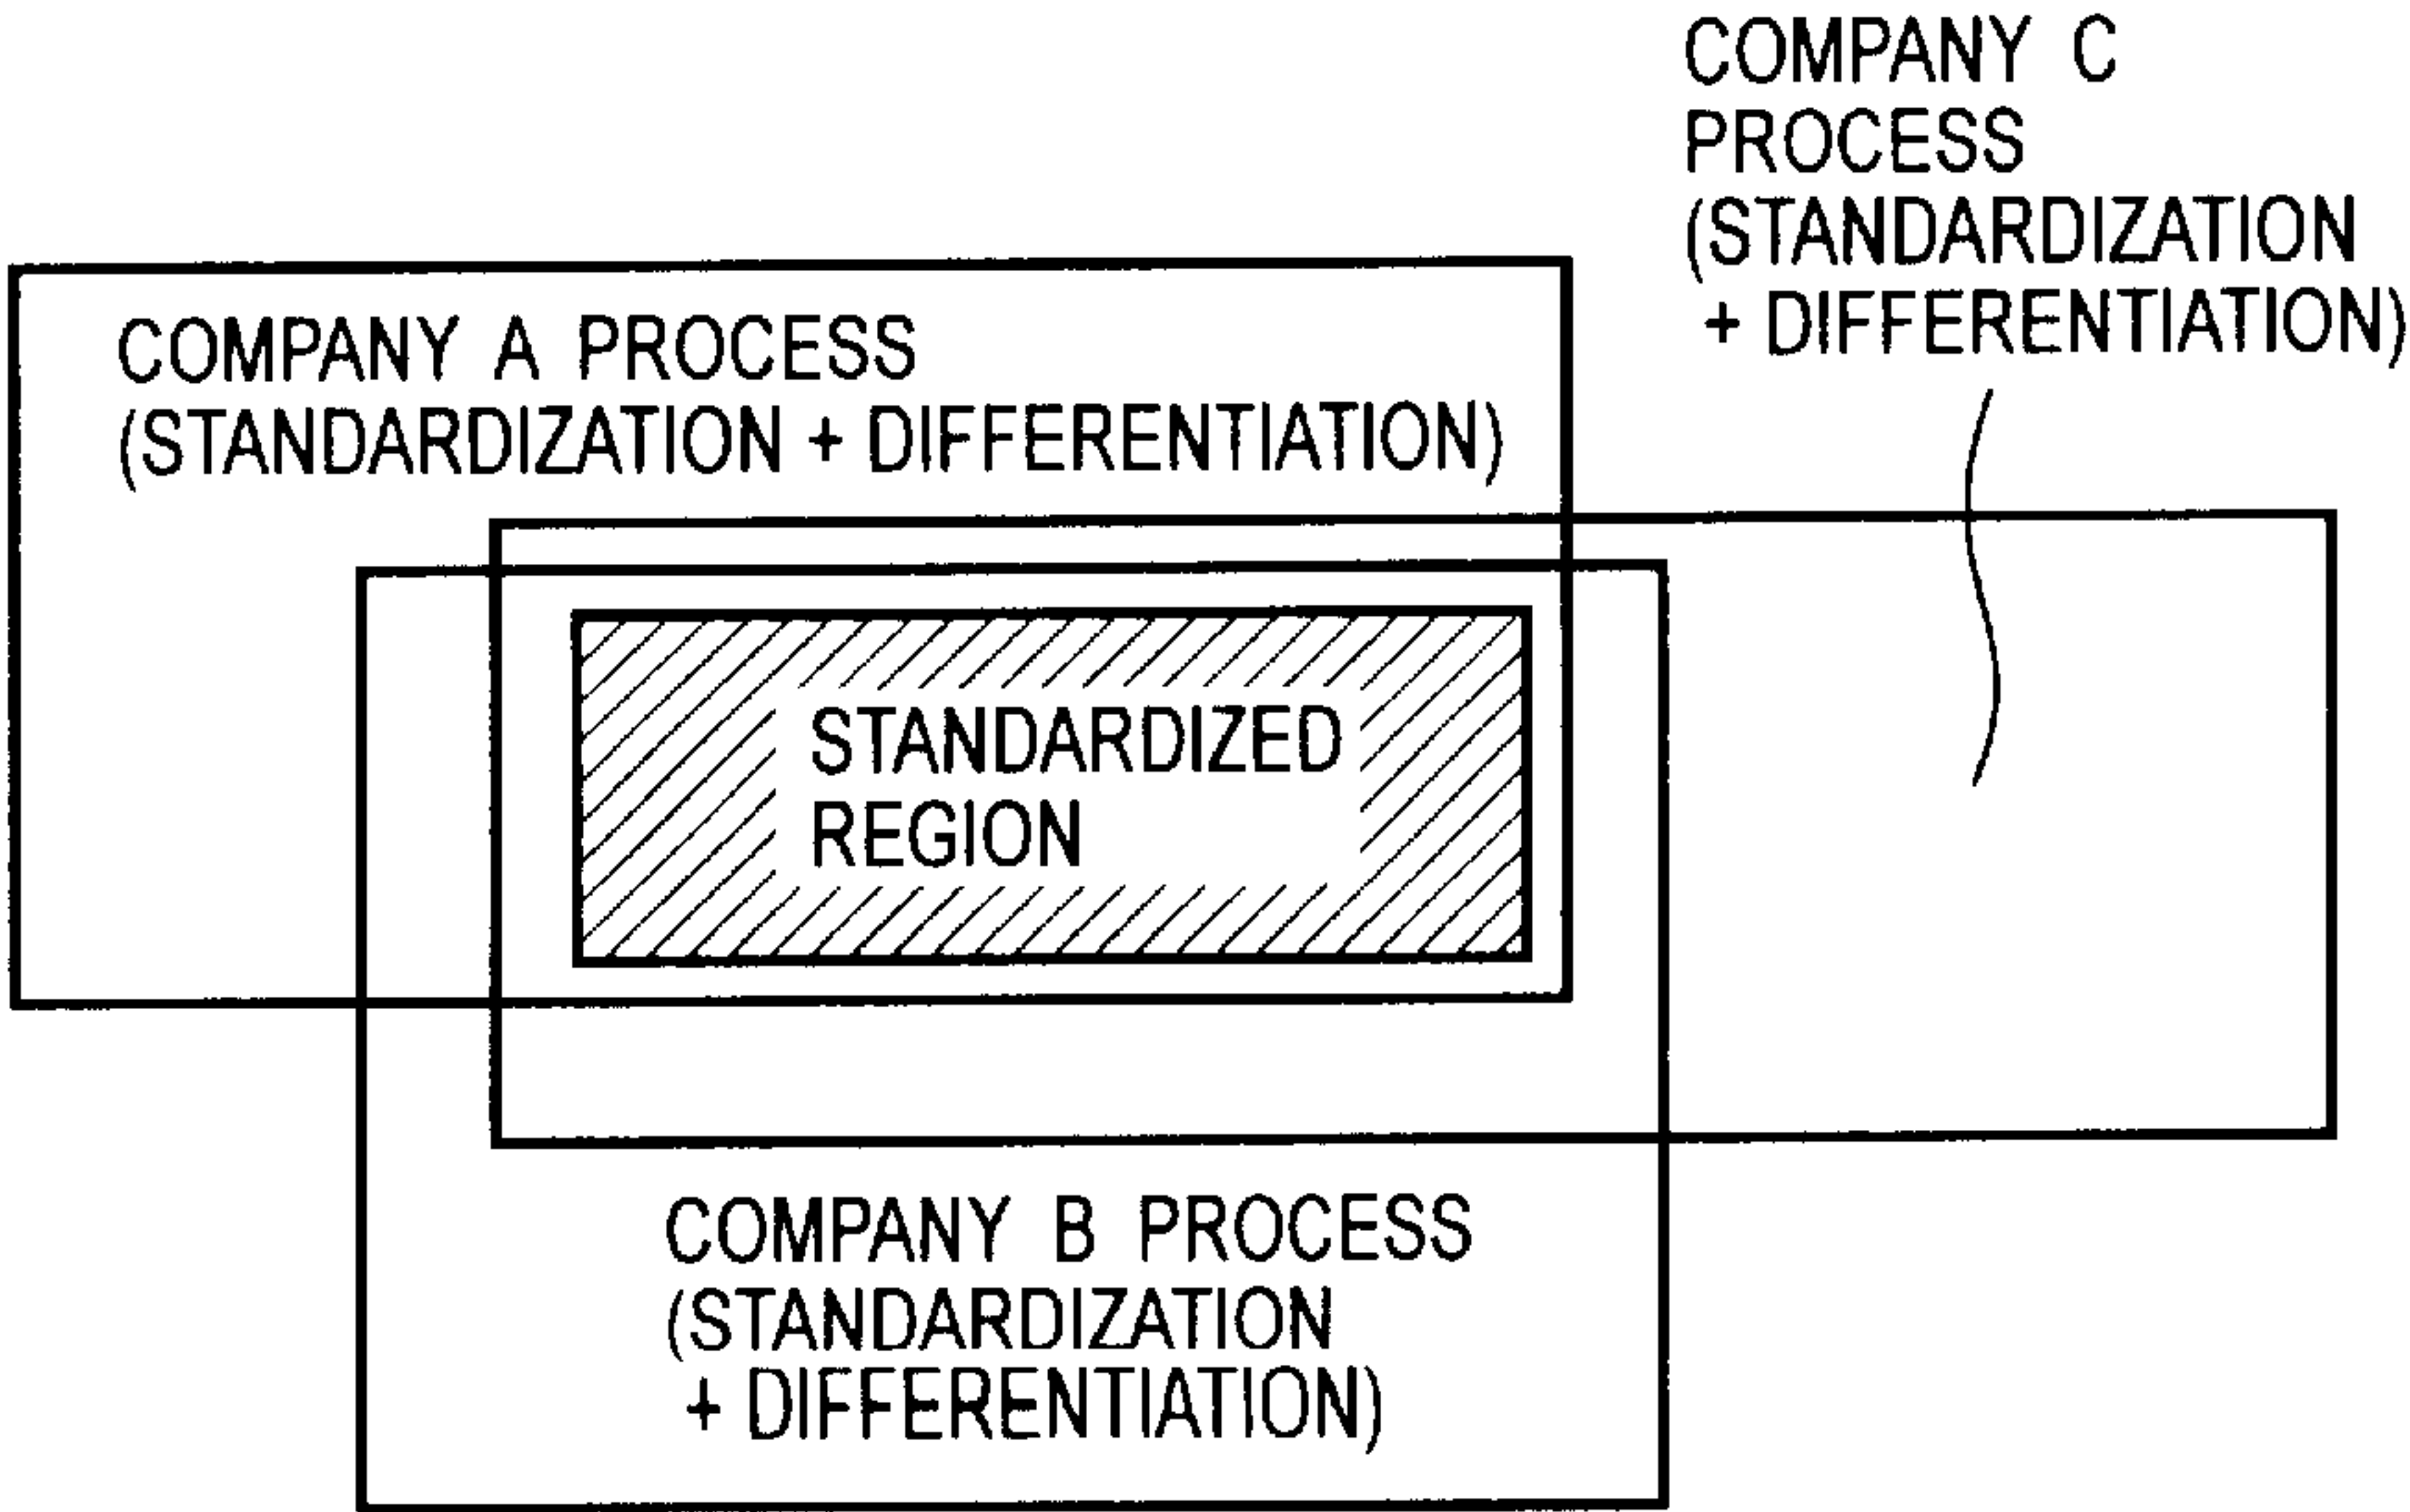 COMPANY C
PROCESS
(STANDARDIZATION
+ DIFFERENTIATION)
COMPANY A PROCESS
(STANDARDIZATION + DIFFERENTIATION)
STANDARDIZED
REGION
COMPANY B PROCESS
(STANDARDIZATION
+ DIFFERENTIATION)